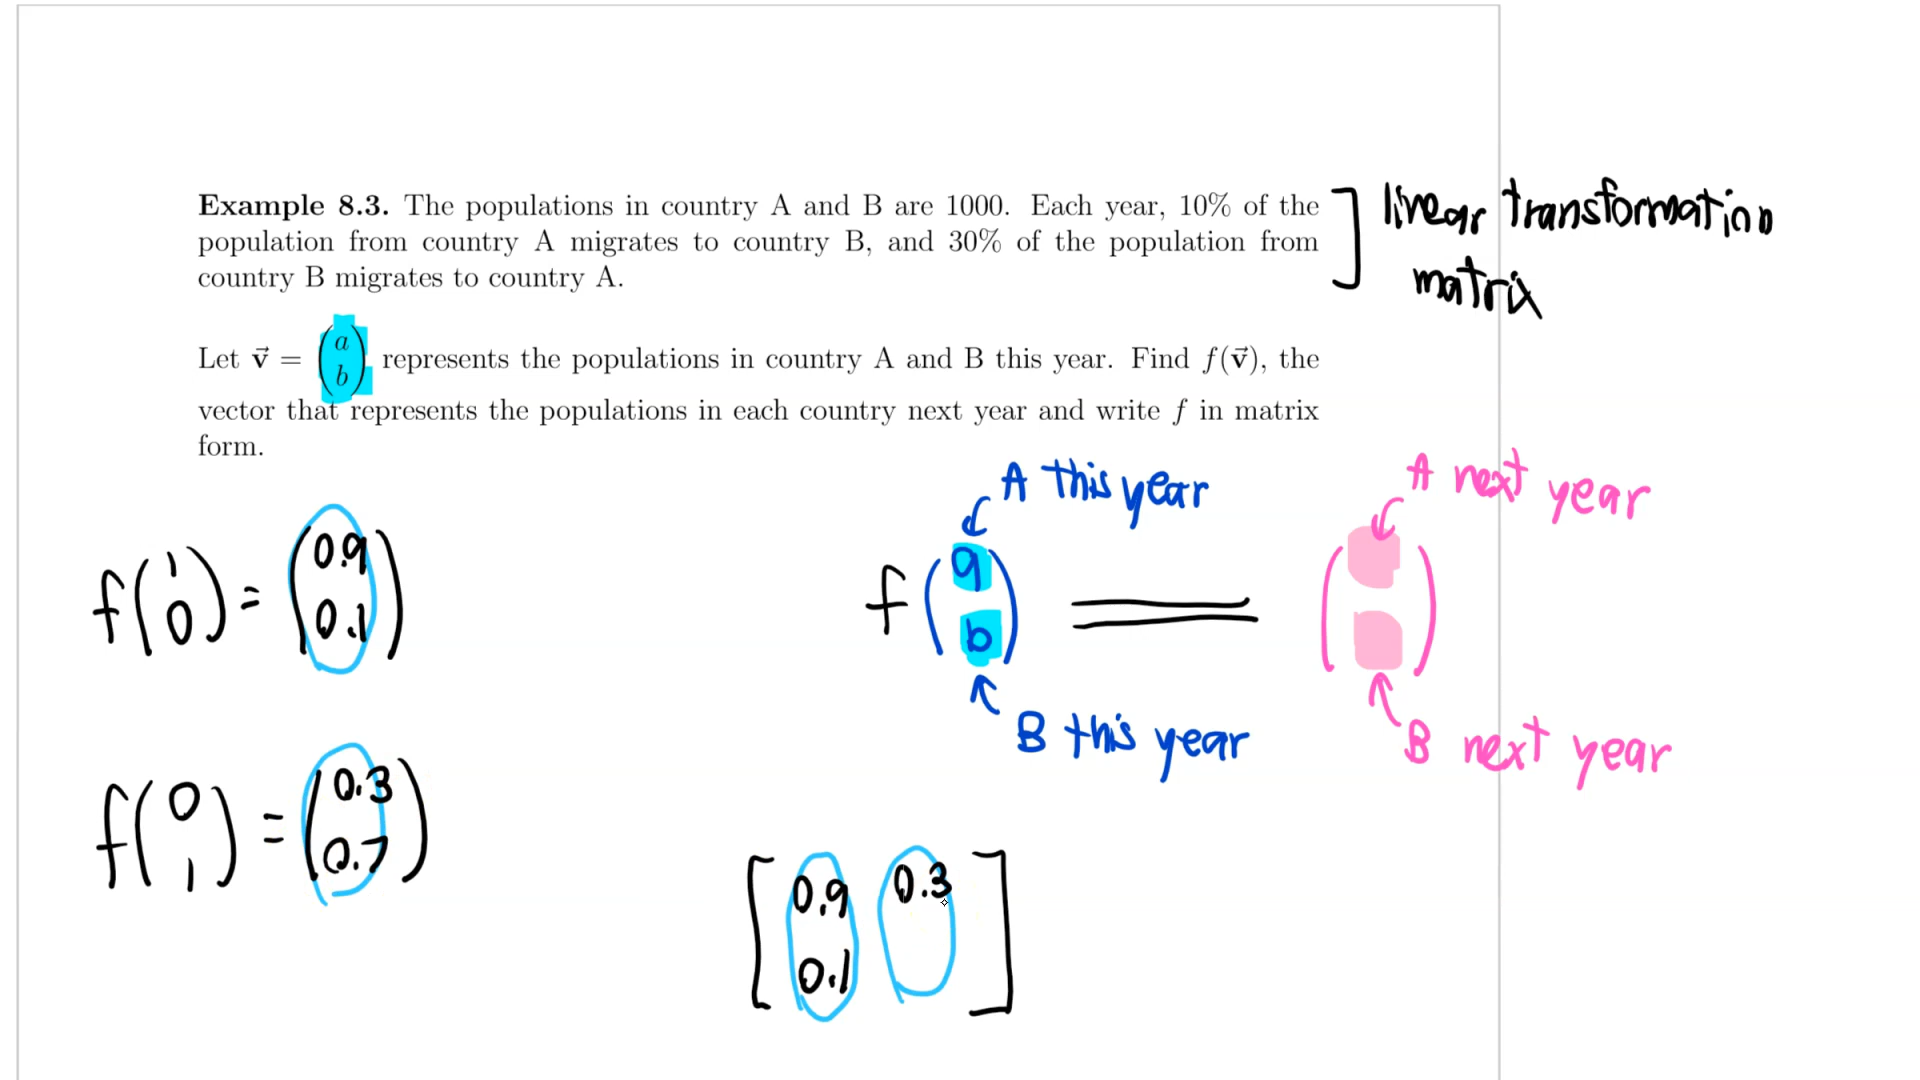 Example 8.3. The populations in country A and B are 1000. Each year, 10% of the
population from country A migrates to country B, and 30% of the population from
country B migrates to country A.
linear transformation
matrix
Let v⃗ = (a b) represents the populations in country A and B this year. Find f(v⃗), the
vector that represents the populations in each country next year and write f in matrix
form.
A this year
A next year
f(1 0) = (0.9 0.1)
f(a b) = ( )
B this year
B next year
f(0 1) = (0.3 0.7)
[0.9 0.3
0.1 ]